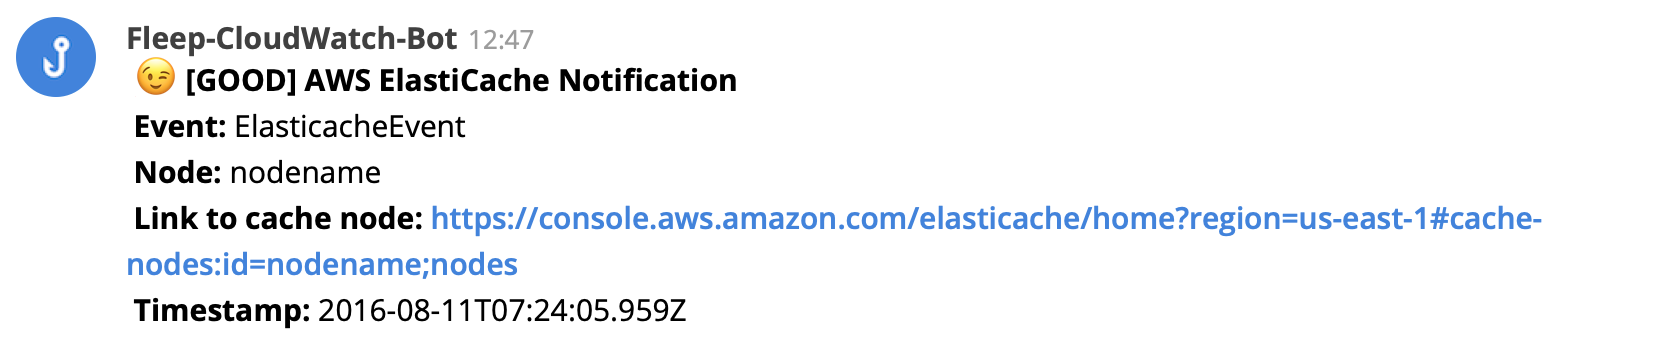 Fleep-CloudWatch-Bot 12:47
😉 [GOOD] AWS ElastiCache Notification
Event: ElasticacheEvent
Node: nodename
Link to cache node: https://console.aws.amazon.com/elasticache/home?region=us-east-1#cache-
nodes:id=nodename;nodes
Timestamp: 2016-08-11T07:24:05.959Z